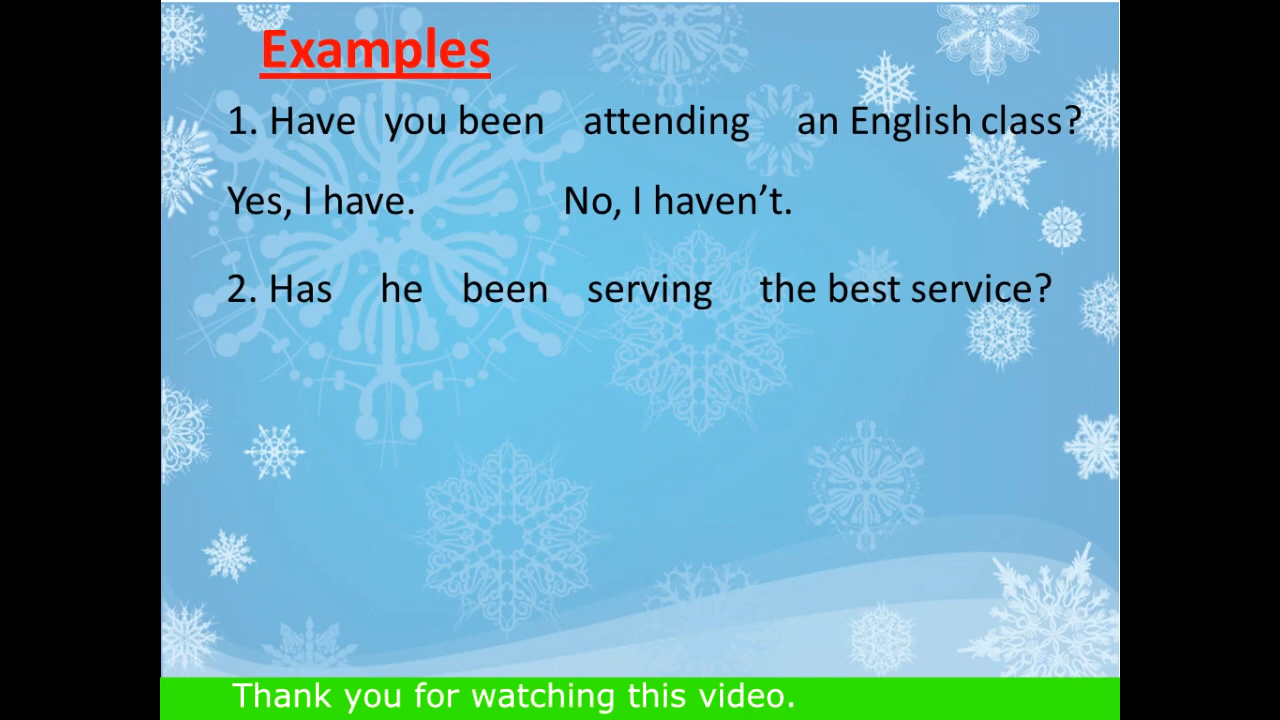 Examples
1. Have you been attending an English class?
Yes, I have. No, I haven’t.
2. Has he been serving the best service?
Thank you for watching this video.